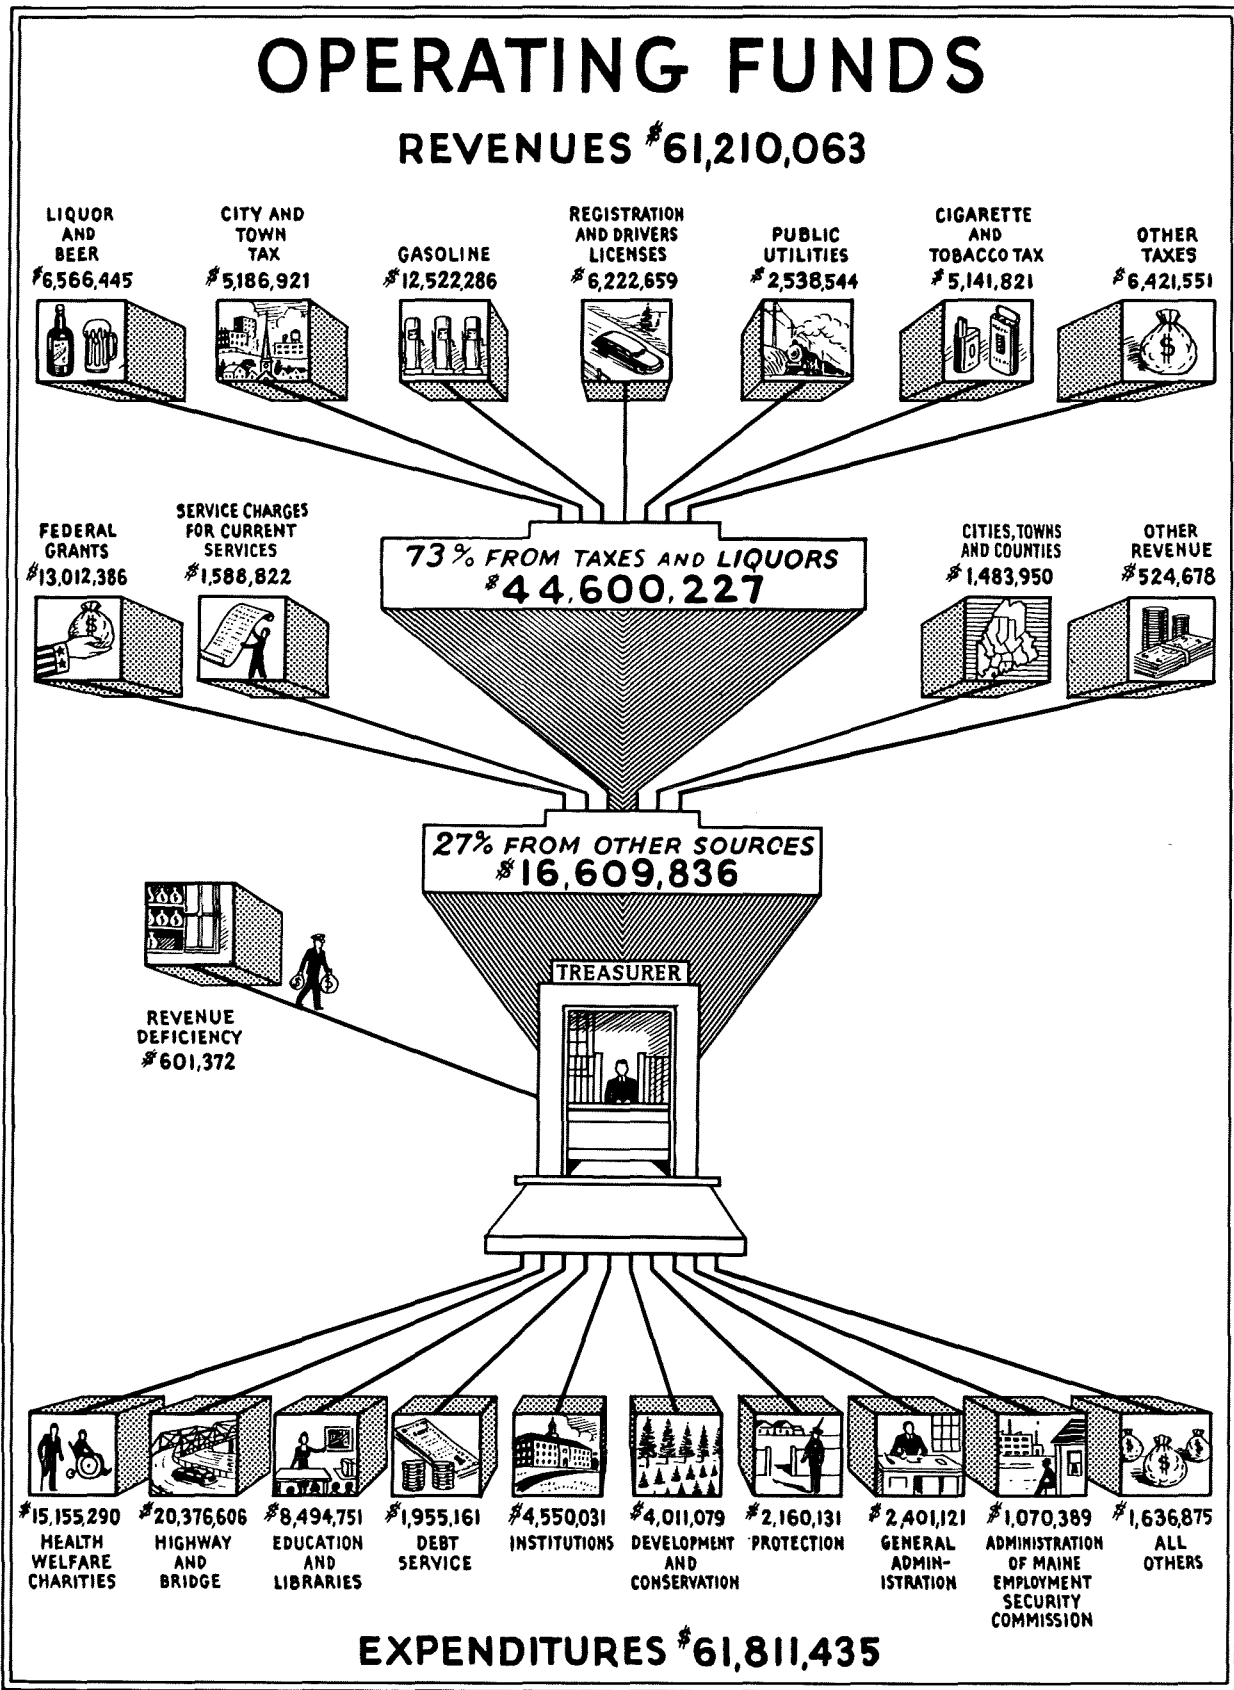 OPERATING FUNDS
REVENUES $61,210,063
LIQUOR
AND
BEER
$6,566,445
CITY AND
TOWN
TAX
$5,186,921
GASOLINE
$12,522,286
REGISTRATION
AND DRIVERS
LICENSES
$6,222,659
PUBLIC
UTILITIES
$2,538,544
CIGARETTE
AND
TOBACCO TAX
$5,141,821
OTHER
TAXES
$6,421,551
FEDERAL
GRANTS
$13,012,386
SERVICE CHARGES
FOR CURRENT
SERVICES
$1,588,822
73% FROM TAXES AND LIQUORS
$44,600,227
CITIES, TOWNS
AND COUNTIES
$1,483,950
OTHER
REVENUE
$524,678
27% FROM OTHER SOURCES
$16,609,836
TREASURER
REVENUE
DEFICIENCY
$601,372
$15,155,290
HEALTH
WELFARE
CHARITIES
$20,376,606
HIGHWAY
AND
BRIDGE
$8,494,751
EDUCATION
AND
LIBRARIES
$1,955,161
DEBT
SERVICE
$4,550,031
INSTITUTIONS
$4,011,079
DEVELOPMENT
AND
CONSERVATION
$2,160,131
PROTECTION
$2,401,121
GENERAL
ADMIN-
ISTRATION
$1,070,389
ADMINISTRATION
OF MAINE
EMPLOYMENT
SECURITY
COMMISSION
$1,636,875
ALL
OTHERS
EXPENDITURES $61,811,435